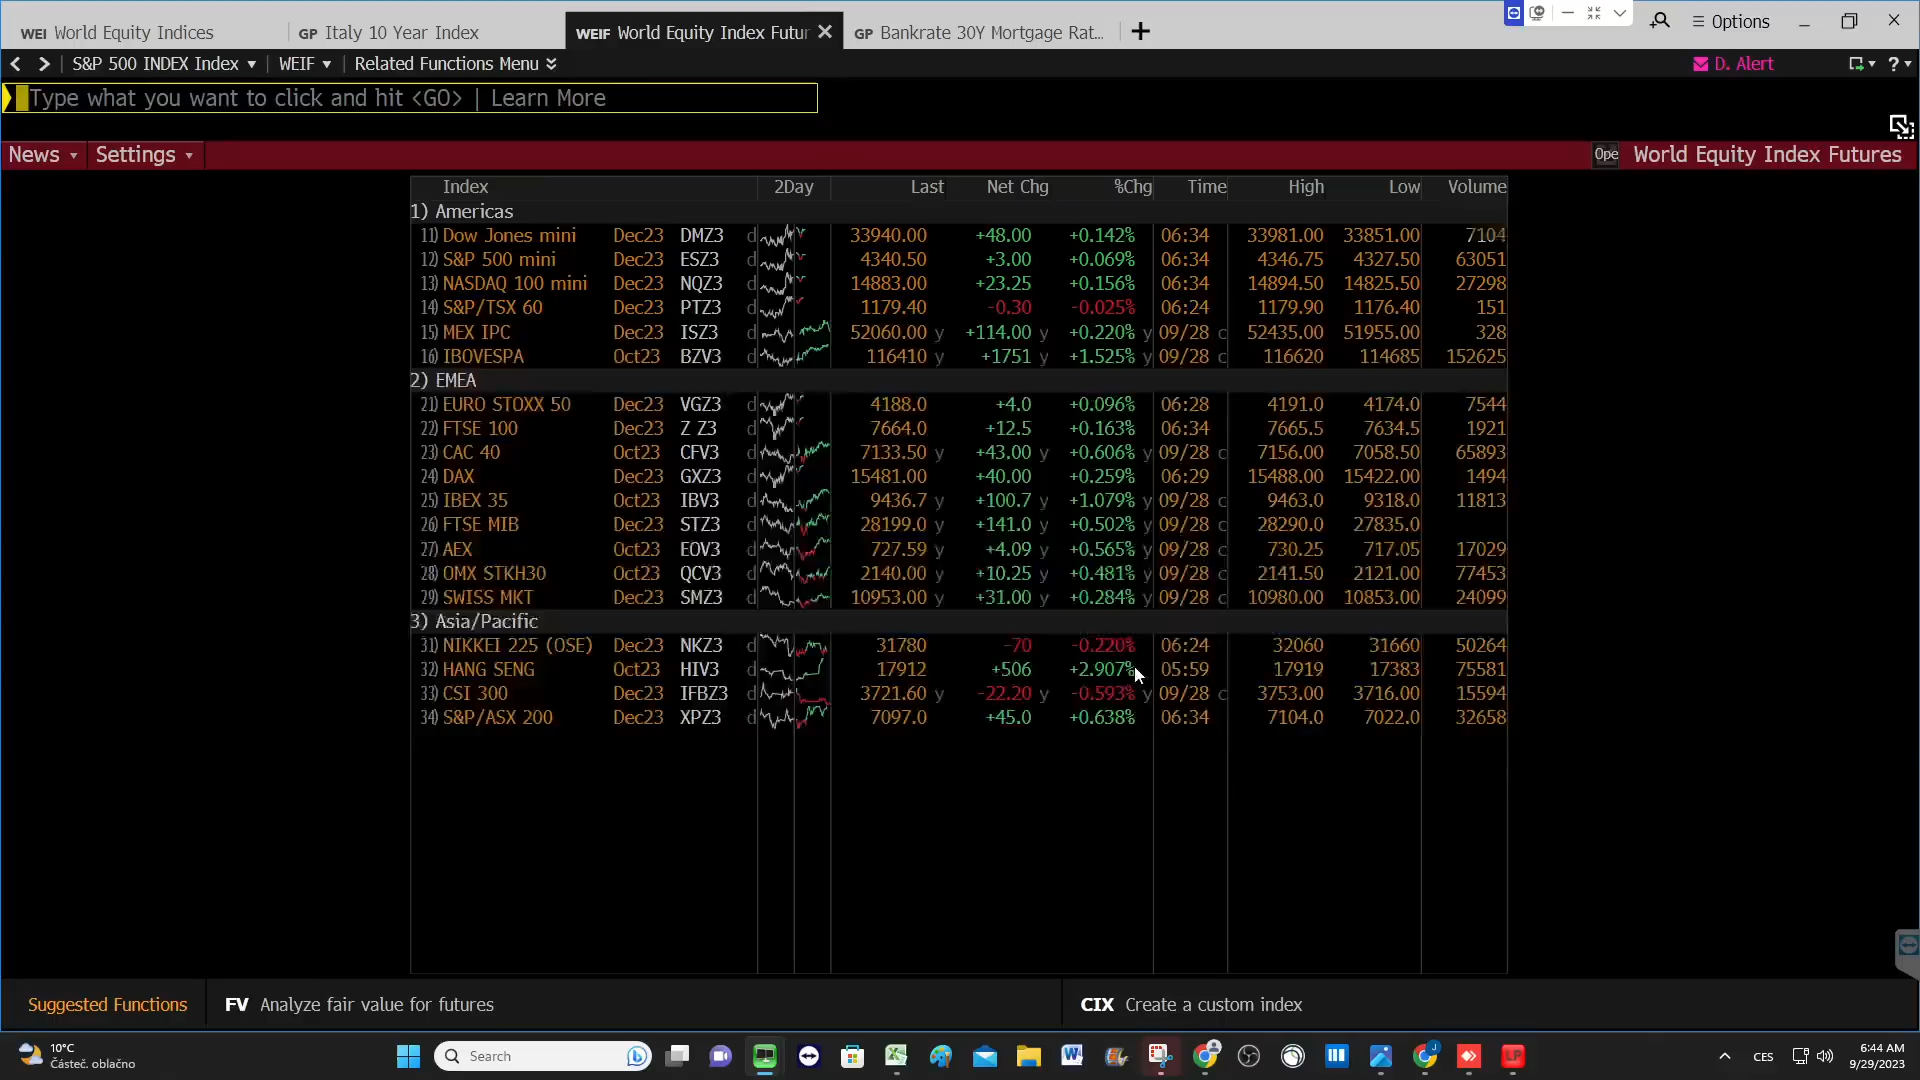 WEI World Equity Indices GP Italy 10 Year Index WEIF World Equity Index Futur GP Bankrate 30Y Mortgage Rat... Options
S&P 500 INDEX Index WEIF Related Functions Menu D. Alert ?
Type what you want to click and hit <GO> | Learn More
News Settings Ope World Equity Index Futures
Index 2Day Last Net Chg %Chg Time High Low Volume
1) Americas
11) Dow Jones mini Dec23 DMZ3 d 33940.00 +48.00 +0.142% 06:34 33981.00 33851.00 7104
12) S&P 500 mini Dec23 ESZ3 d 4340.50 +3.00 +0.069% 06:34 4346.75 4327.50 63051
13) NASDAQ 100 mini Dec23 NQZ3 d 14883.00 +23.25 +0.156% 06:34 14894.50 14825.50 27298
14) S&P/TSX 60 Dec23 PTZ3 d 1179.40 -0.30 -0.025% 06:24 1179.90 1176.40 151
15) MEX IPC Dec23 ISZ3 d 52060.00 y +114.00 y +0.220% y 09/28 c 52435.00 51955.00 328
16) IBOVESPA Oct23 BZV3 d 116410 y +1751 y +1.525% y 09/28 c 116620 114685 152625
2) EMEA
21) EURO STOXX 50 Dec23 VGZ3 d 4188.0 +4.0 +0.096% 06:28 4191.0 4174.0 7544
22) FTSE 100 Dec23 Z Z3 d 7664.0 +12.5 +0.163% 06:34 7665.5 7634.5 1921
23) CAC 40 Oct23 CFV3 d 7133.50 y +43.00 y +0.606% y 09/28 c 7156.00 7058.50 65893
24) DAX Dec23 GXZ3 d 15481.00 +40.00 +0.259% 06:29 15488.00 15422.00 1494
25) IBEX 35 Oct23 IBV3 d 9436.7 y +100.7 y +1.079% y 09/28 c 9463.0 9318.0 11813
26) FTSE MIB Dec23 STZ3 d 28199.0 y +141.0 y +0.502% y 09/28 c 28290.0 27835.0
27) AEX Oct23 EOV3 d 727.59 y +4.09 y +0.565% y 09/28 c 730.25 717.05 17029
28) OMX STKH30 Oct23 QCV3 d 2140.00 y +10.25 y +0.481% y 09/28 c 2141.50 2121.00 77453
29) SWISS MKT Dec23 SMZ3 d 10953.00 y +31.00 y +0.284% y 09/28 c 10980.00 10853.00 24099
3) Asia/Pacific
31) NIKKEI 225 (OSE) Dec23 NKZ3 d 31780 -70 -0.220% 06:24 32060 31660 50264
32) HANG SENG Oct23 HIV3 d 17912 +506 +2.907% 05:59 17919 17383 75581
33) CSI 300 Dec23 IFBZ3 d 3721.60 y -22.20 y -0.593% y 09/28 c 3753.00 3716.00 15594
34) S&P/ASX 200 Dec23 XPZ3 d 7097.0 +45.0 +0.638% 06:34 7104.0 7022.0 32658
Suggested Functions FV Analyze fair value for futures CIX Create a custom index
10°C Search CES 6:44 AM
Částeč. oblačno 9/29/2023